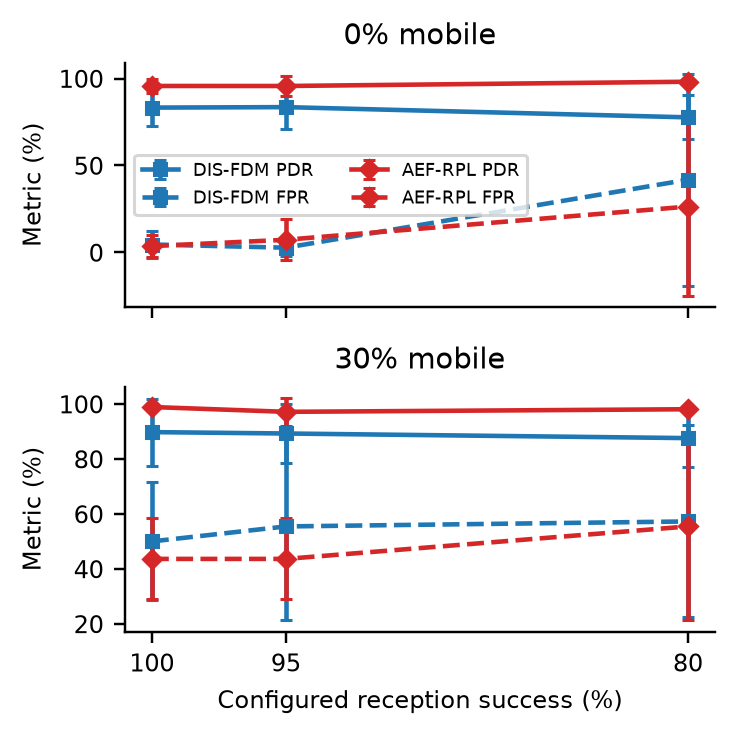 0% mobile
Metric (%)
100
50
0
DIS-FDM PDR
DIS-FDM FPR
AEF-RPL PDR
AEF-RPL FPR
30% mobile
Metric (%)
100
80
60
40
20
100 95 80
Configured reception success (%)